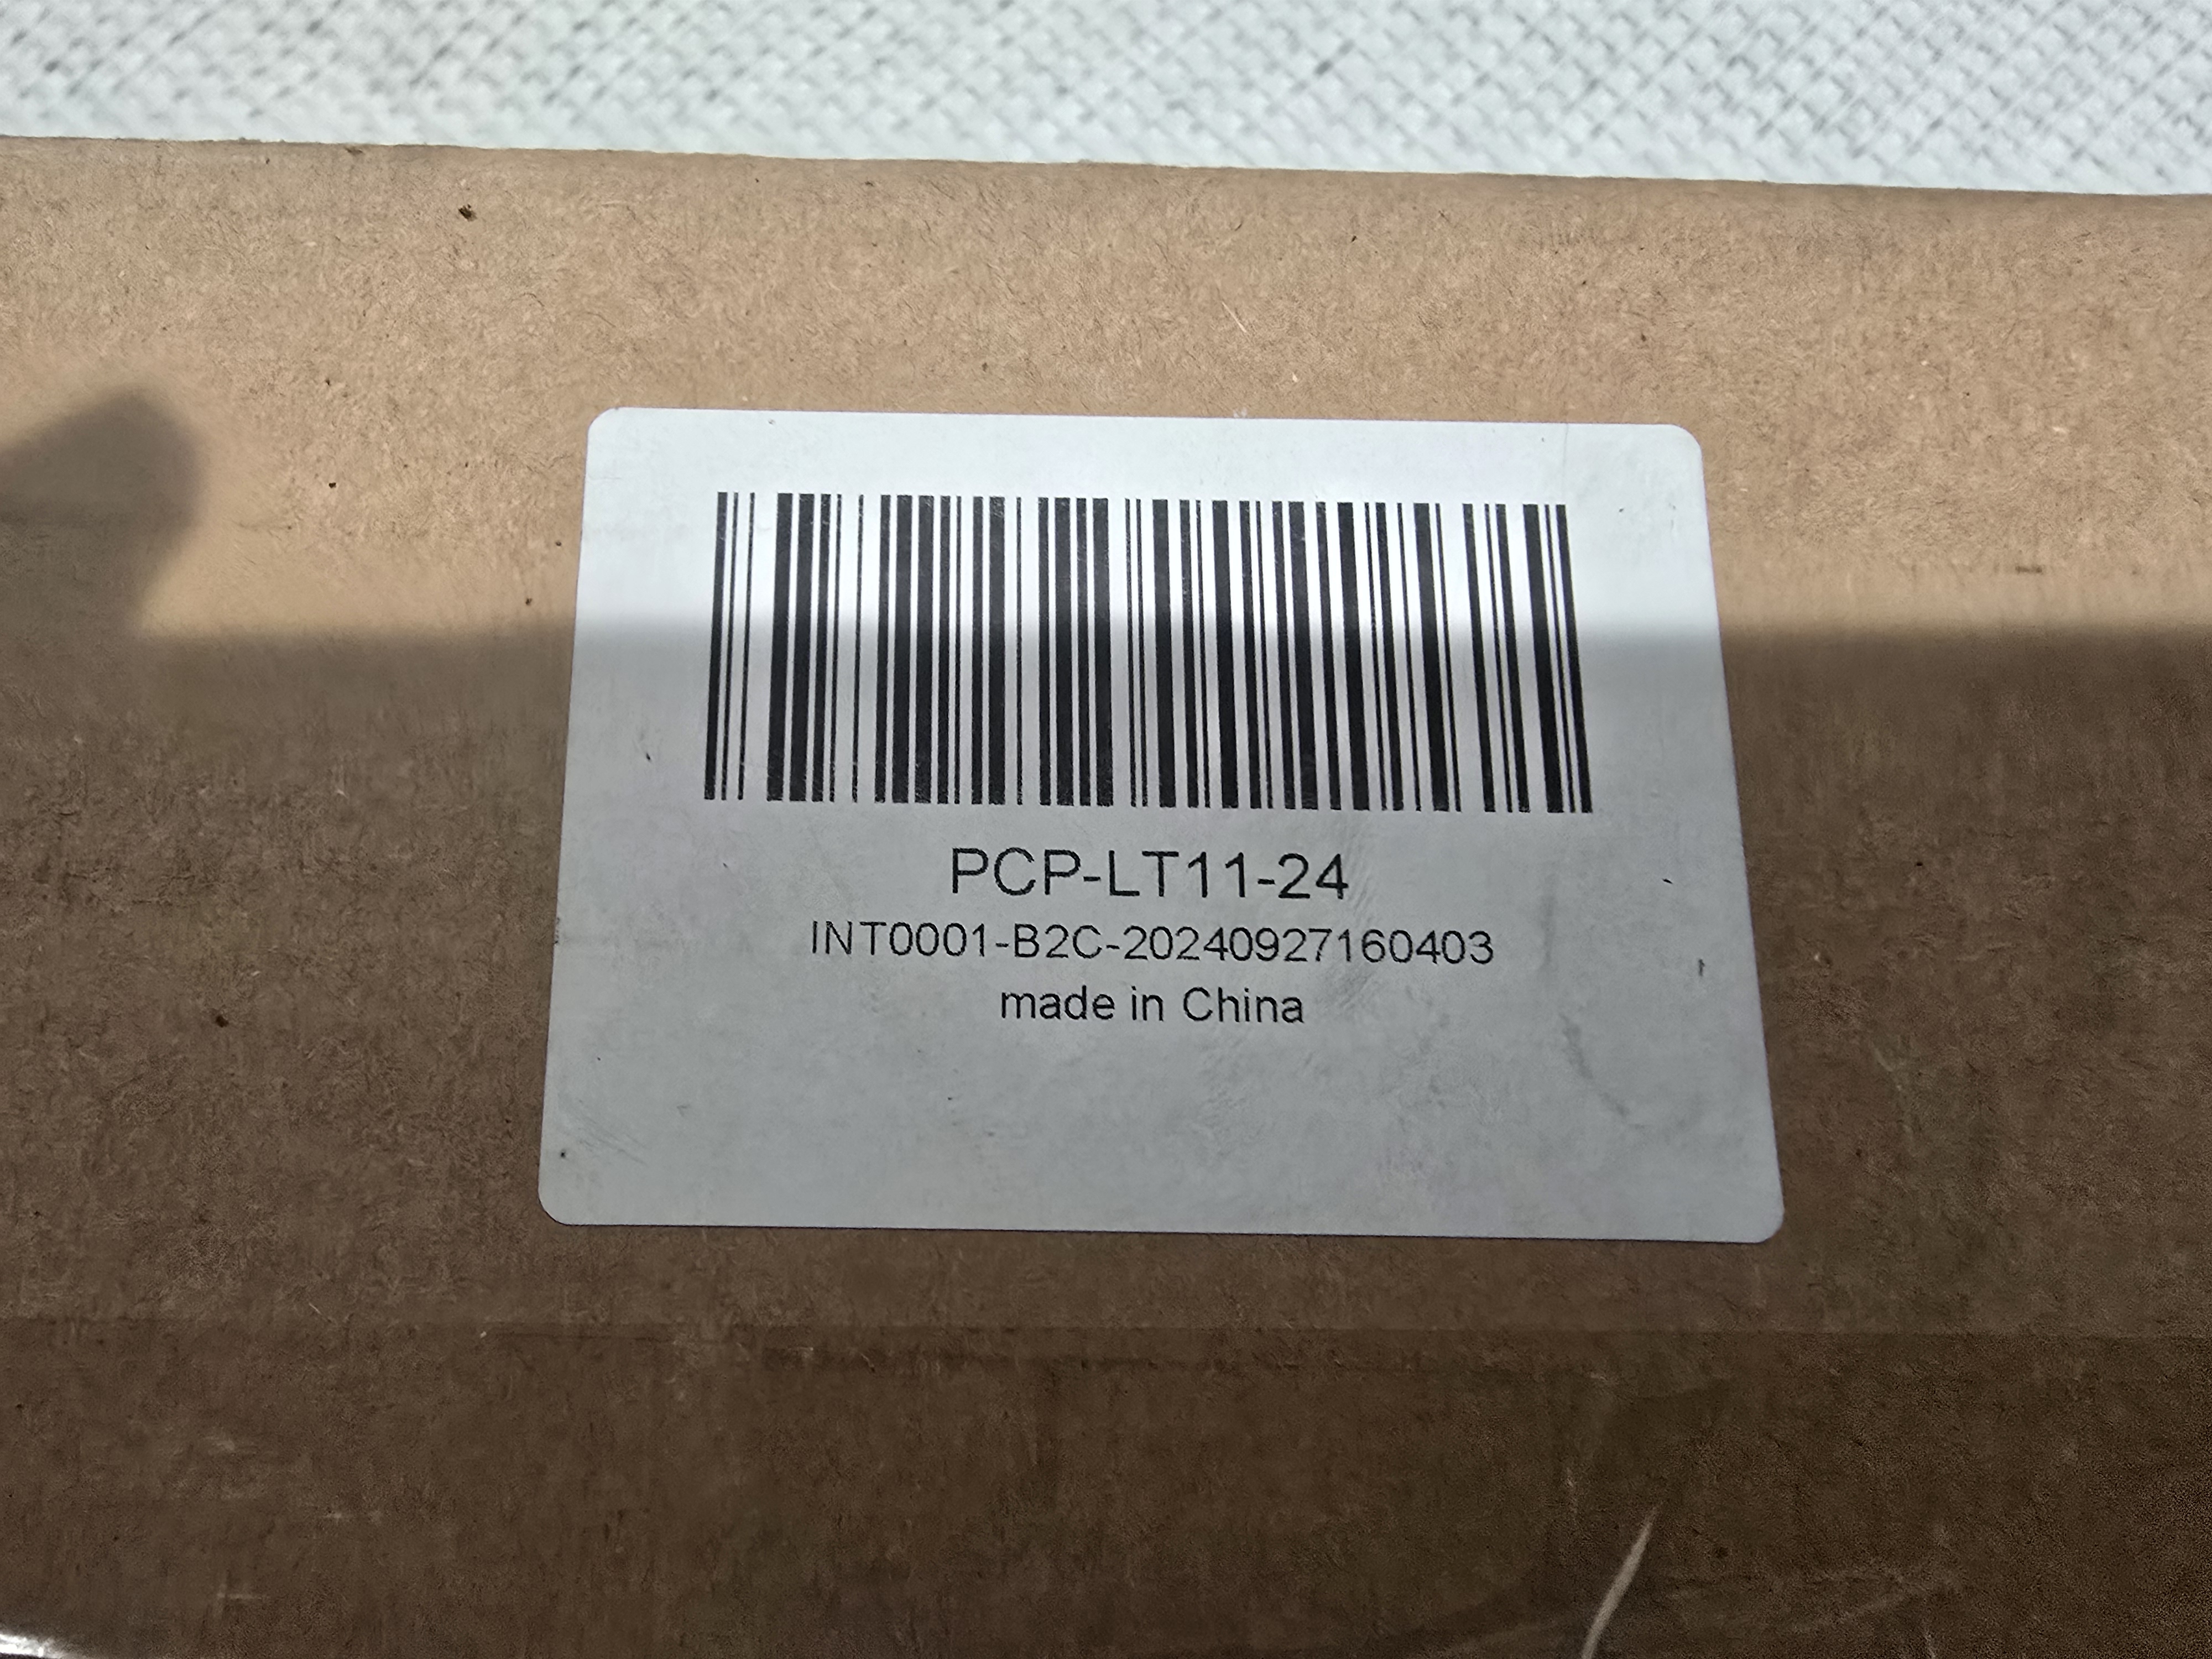 PCP-LT11-24
INT0001-B2C-20240927160403
made in China